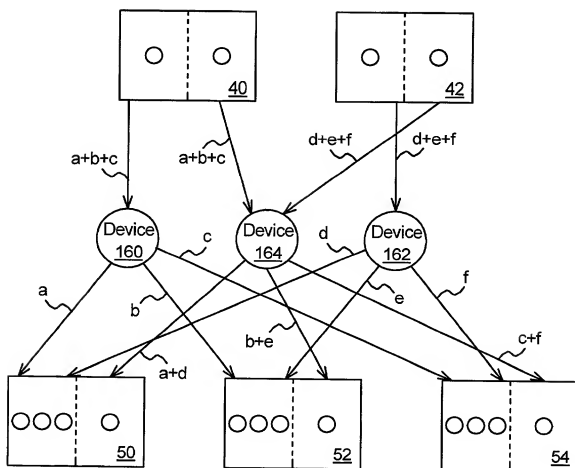 40
42
a+b+c
a+b+c
d+e+f
d+e+f
Device
160
Device
164
Device
162
c
d
a
b
b+e
e
f
a+d
c+f
50
52
54